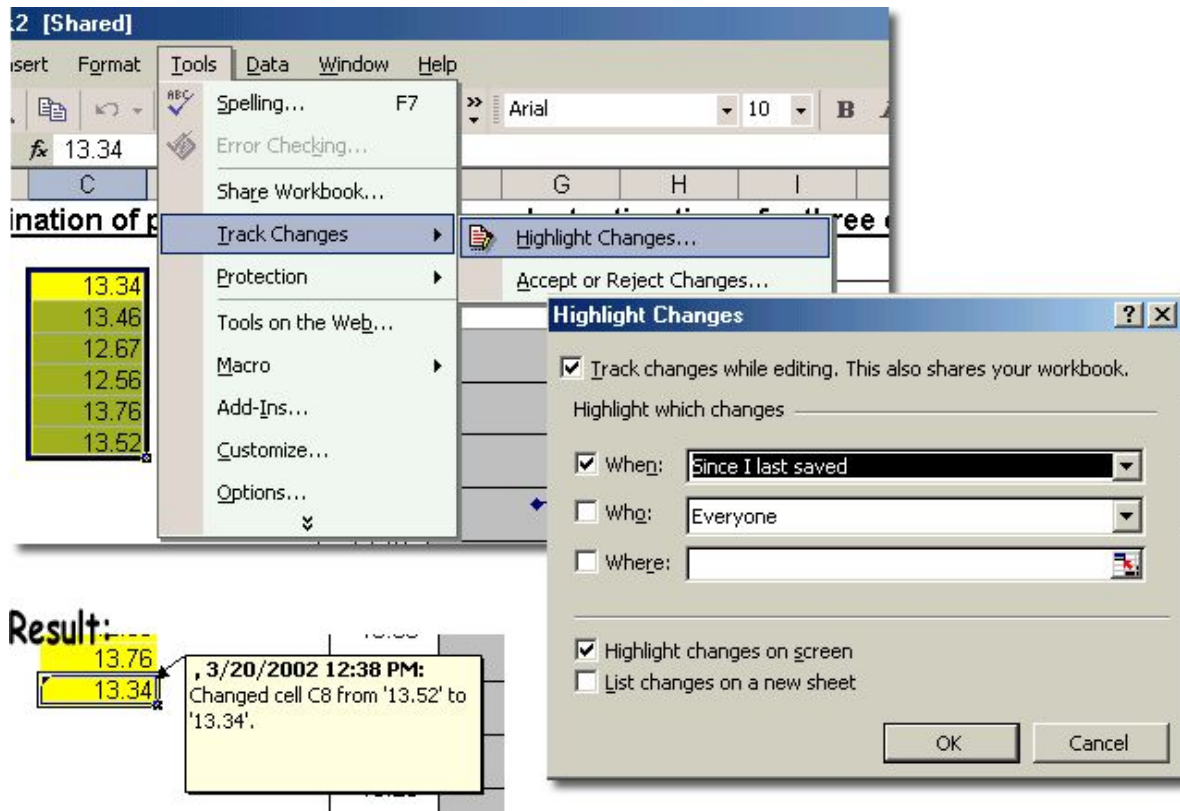 2 [Shared]
sert Format Tools Data Window Help
ABC Spelling... F7 » Arial 10 B
Error Checking...
fx 13.34
C G H I
Share Workbook...
ination of
ree
Track Changes
Highlight Changes...
Accept or Reject Changes...
Protection
Tools on the Web...
Macro
Add-Ins...
Customize...
Options...
13.34
13.46
12.67
12.56
13.76
13.52
Highlight Changes ? X
Track changes while editing. This also shares your workbook.
Highlight which changes
When: Since I last saved
Who: Everyone
Where:
Highlight changes on screen
List changes on a new sheet
OK Cancel
Result:
13.76
13.34
, 3/20/2002 12:38 PM:
Changed cell C8 from '13.52' to
'13.34'.